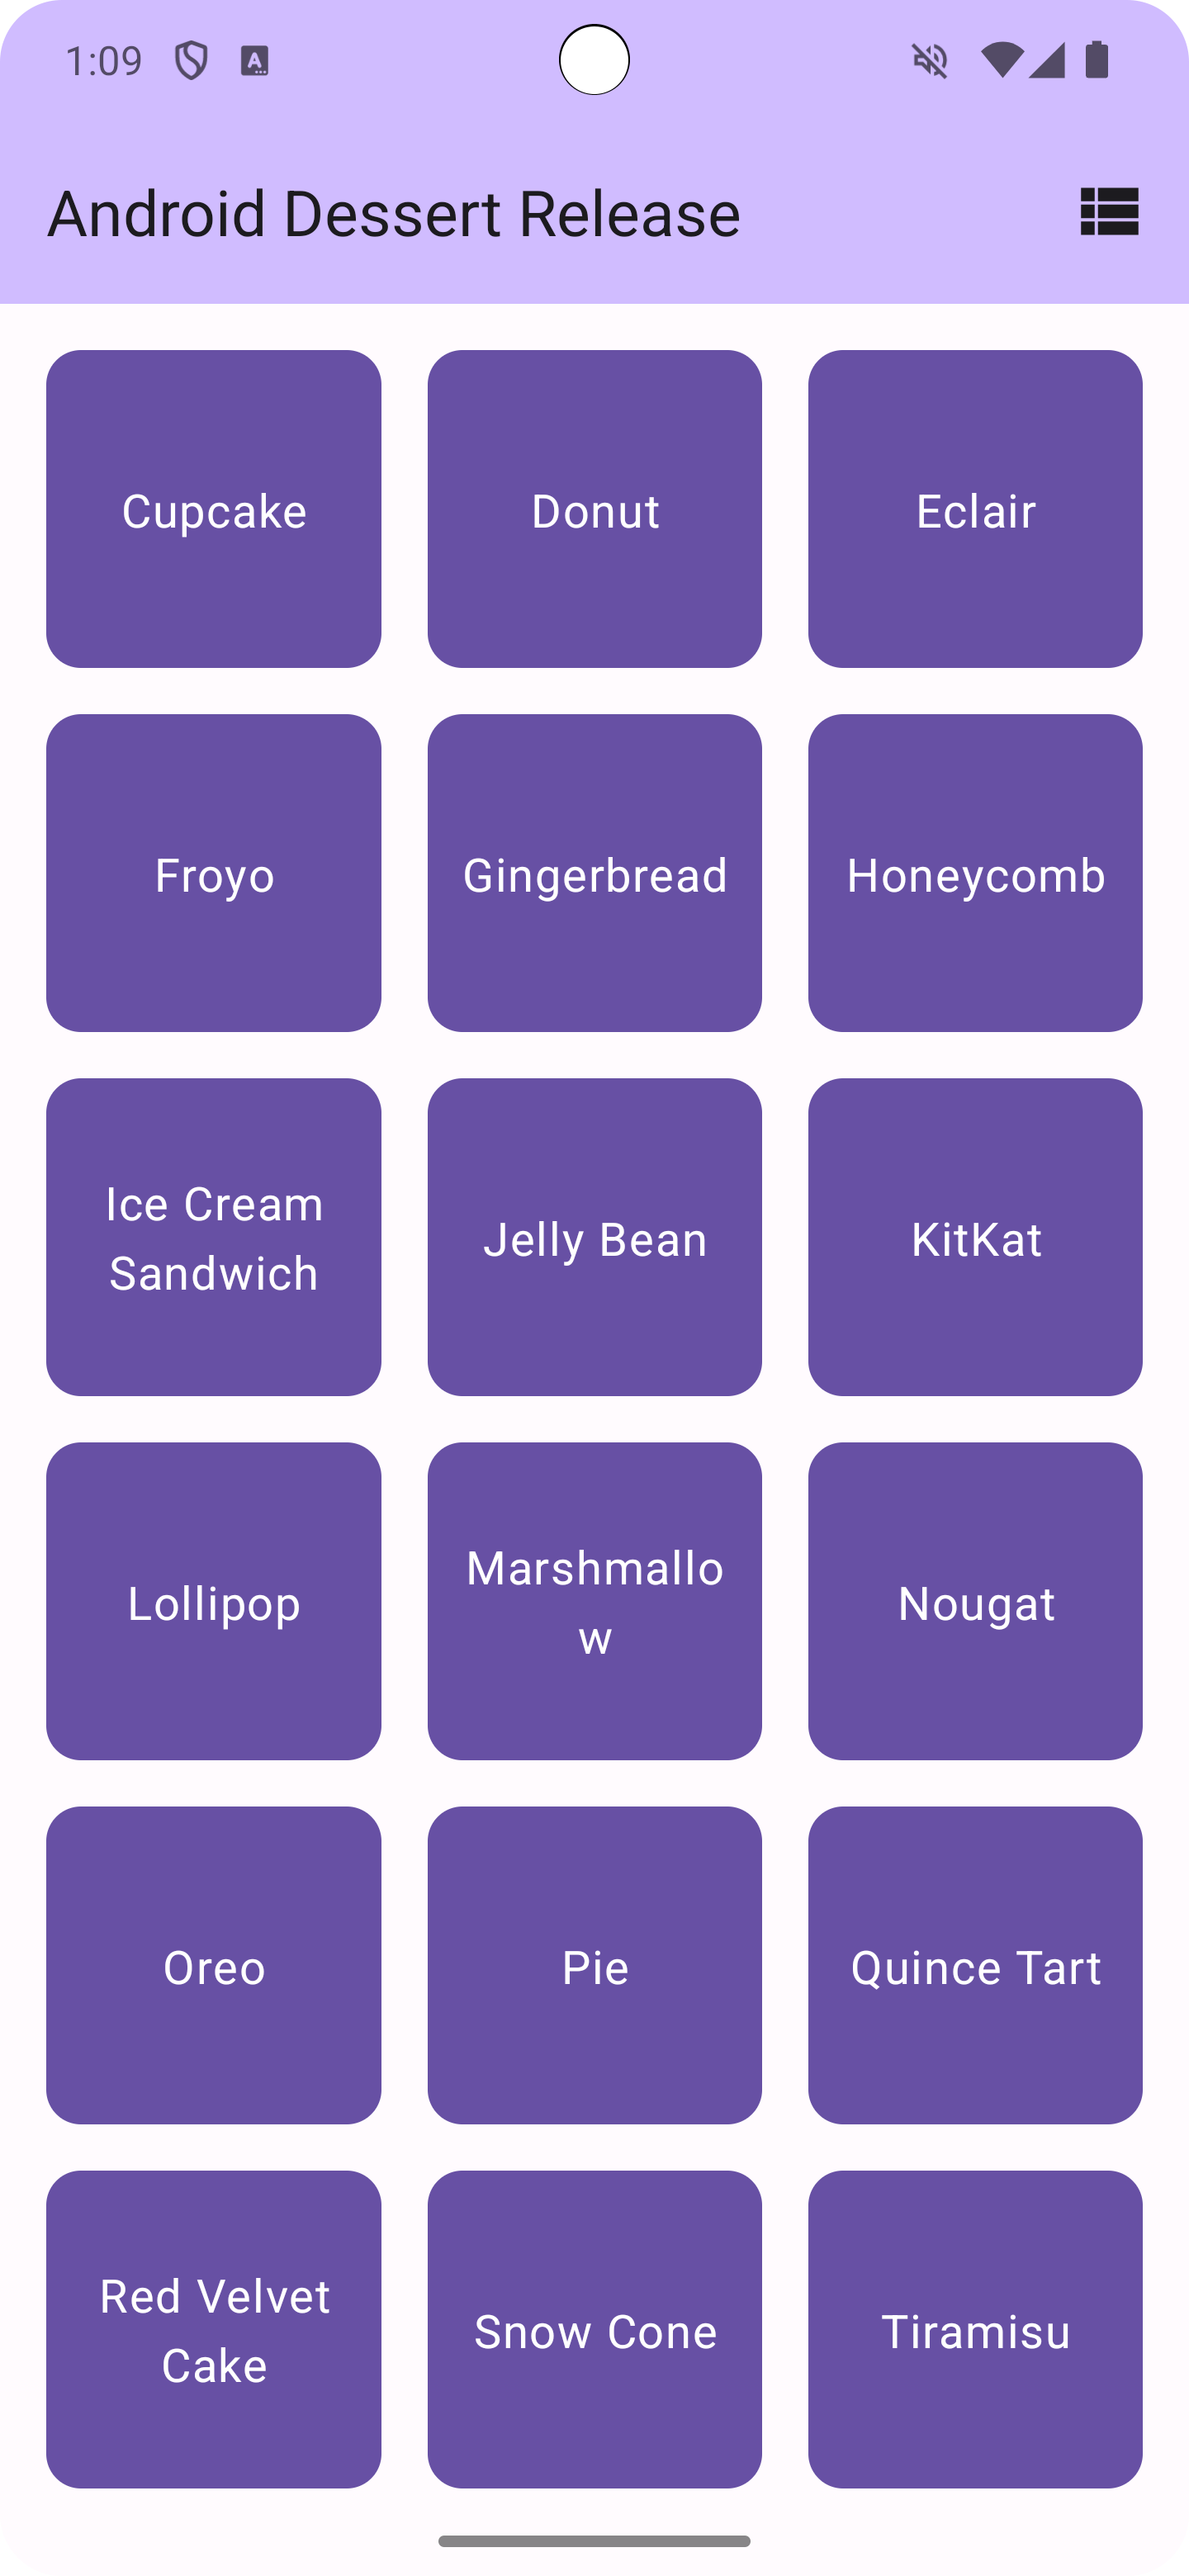 1:09
Android Dessert Release
Cupcake
Donut
Eclair
Froyo
Gingerbread
Honeycomb
Ice Cream
Sandwich
Jelly Bean
KitKat
Lollipop
Marshmallo
w
Nougat
Oreo
Pie
Quince Tart
Red Velvet
Cake
Snow Cone
Tiramisu